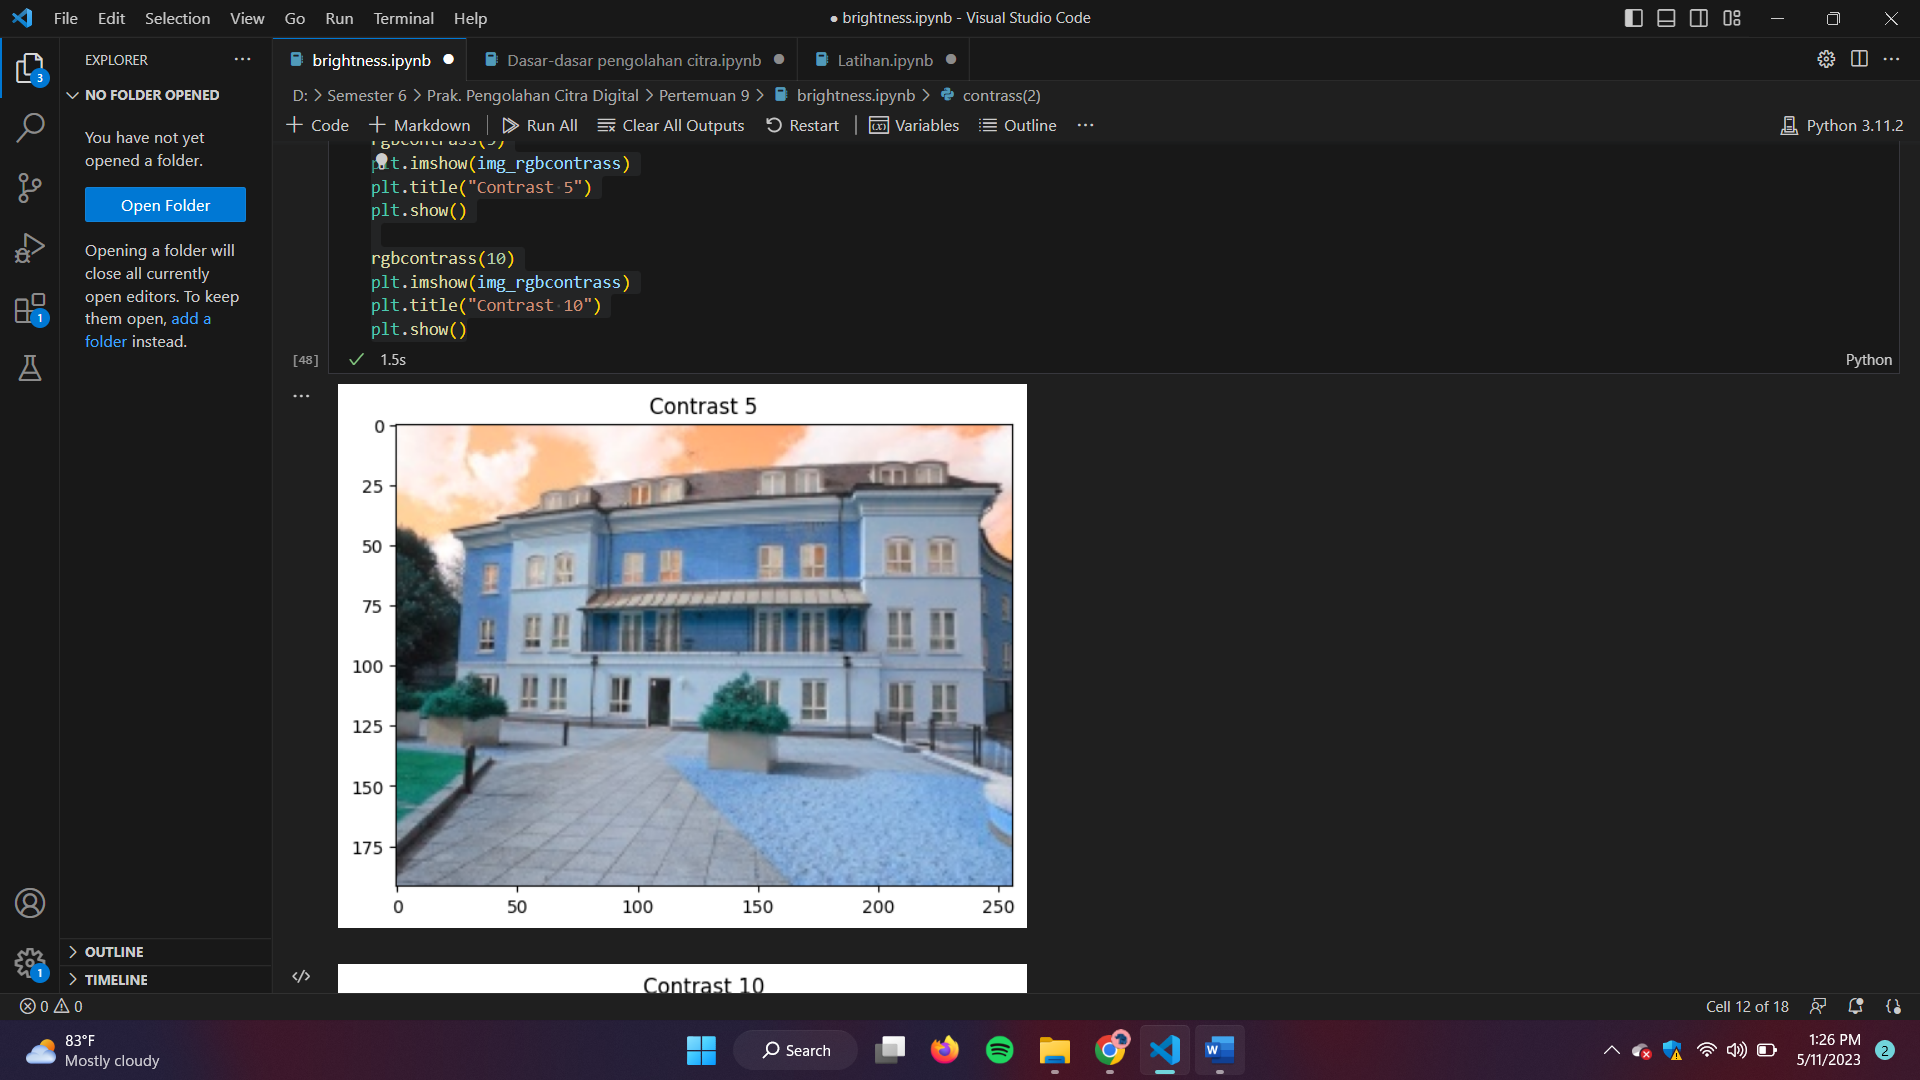 File Edit Selection View Go Run Terminal Help
● brightness.ipynb - Visual Studio Code
EXPLORER
NO FOLDER OPENED
You have not yet
opened a folder.
Open Folder
Opening a folder will
close all currently
open editors. To keep
them open, add a
folder instead.
OUTLINE
TIMELINE
3
1
1
brightness.ipynb
Dasar-dasar pengolahan citra.ipynb
Latihan.ipynb
D: > Semester 6 > Prak. Pengolahan Citra Digital > Pertemuan 9 > brightness.ipynb > contrass(2)
+ Code + Markdown Run All Clear All Outputs Restart Variables Outline ...
Python 3.11.2
plt.imshow(img_rgbcontrass)
plt.title("Contrast 5")
plt.show()
rgbcontrass(10)
plt.imshow(img_rgbcontrass)
plt.title("Contrast 10")
plt.show()
[48] 1.5s
Python
Contrast 5
0
25
50
75
100
125
150
175
0 50 100 150 200 250
Contrast 10
0 0
Cell 12 of 18
83°F
Mostly cloudy
Search
1:26 PM
5/11/2023
2